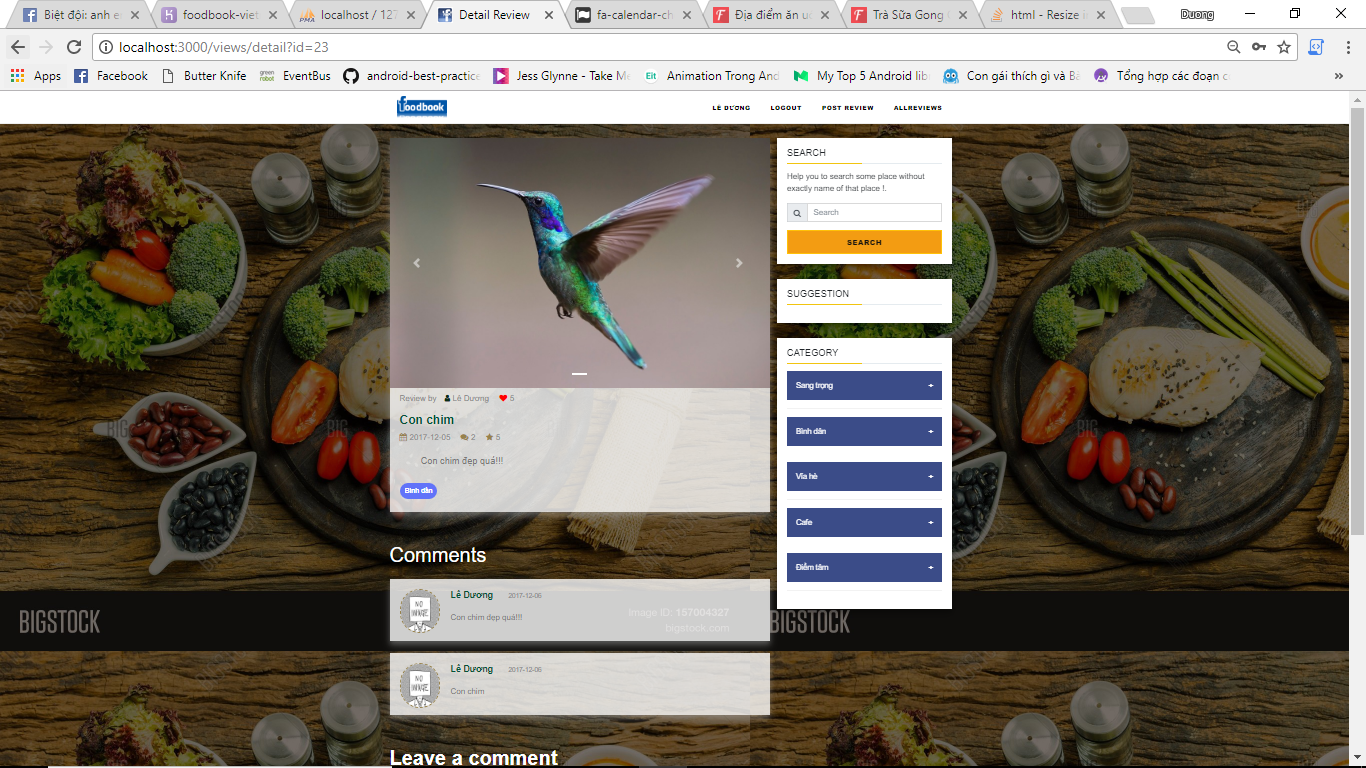 Biệt đội: anh e
foodbook-viet
localhost / 127
Detail Review
fa-calendar-ch
Địa điểm ăn uố
Trà Sữa Gong
html - Resize i
Duong
localhost:3000/views/detail?id=23
Apps
Facebook
Butter Knife
EventBus
android-best-practice
Jess Glynne - Take M
Animation Trong And
My Top 5 Android lib
Con gái thích gì và Bà
Tổng hợp các đoạn c
foodbook
LÊ DƯƠNG
LOGOUT
POST REVIEW
ALLREVIEWS
Review by Lê Dương 5
Con chim
2017-12-05 2 5
Con chim đẹp quá!!!
Bình dân
Comments
Lê Dương 2017-12-06
Con chim đẹp quá!!!
Lê Dương 2017-12-06
Con chim
Leave a comment
SEARCH
Help you to search some place without
exactly name of that place !.
Search
SEARCH
SUGGESTION
CATEGORY
Sang trọng
Bình dân
Vỉa hè
Cafe
Điểm tâm
BIGSTOCK
Image ID: 157004327
bigstock.com
BIGSTOCK